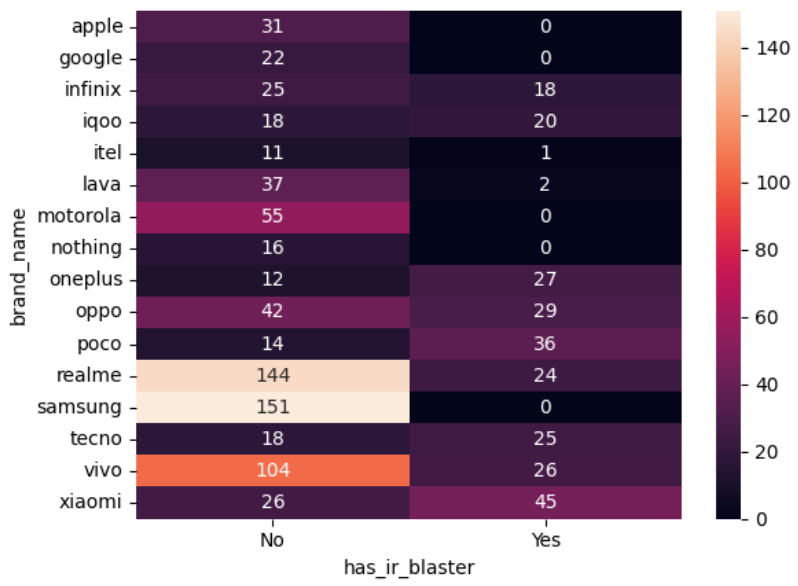 apple 31 0
google 22 0
infinix 25 18
iqoo 18 20
itel 11 1
lava 37 2
motorola 55 0
nothing 16 0
oneplus 12 27
oppo 42 29
poco 14 36
realme 144 24
samsung 151 0
tecno 18 25
vivo 104 26
xiaomi 26 45
No Yes
has_ir_blaster
brand_name
140
120
100
80
60
40
20
0